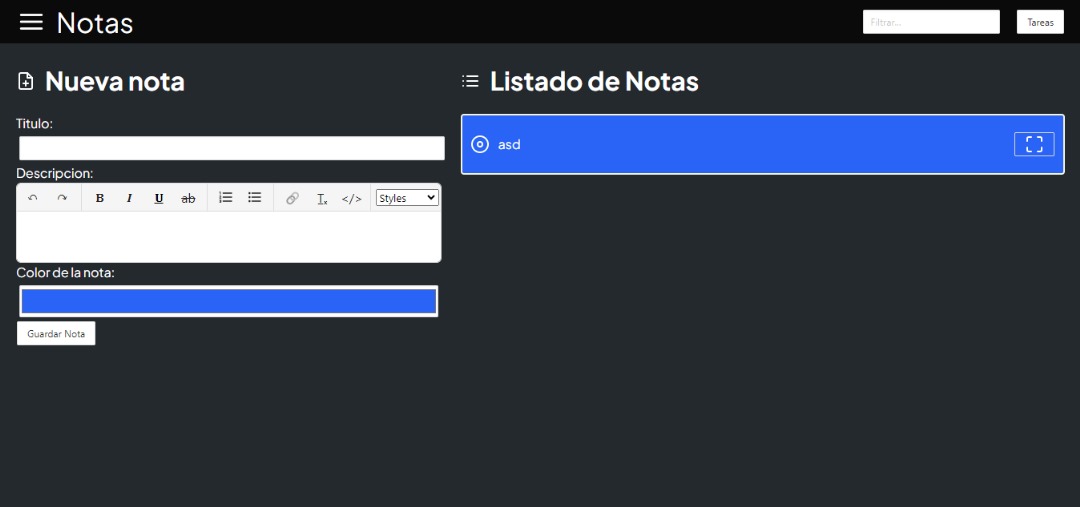 Notas
Filtrar...
Tareas
Nueva nota
Titulo:
Descripcion:
B I U ab </> Styles
Color de la nota:
Guardar Nota
Listado de Notas
asd